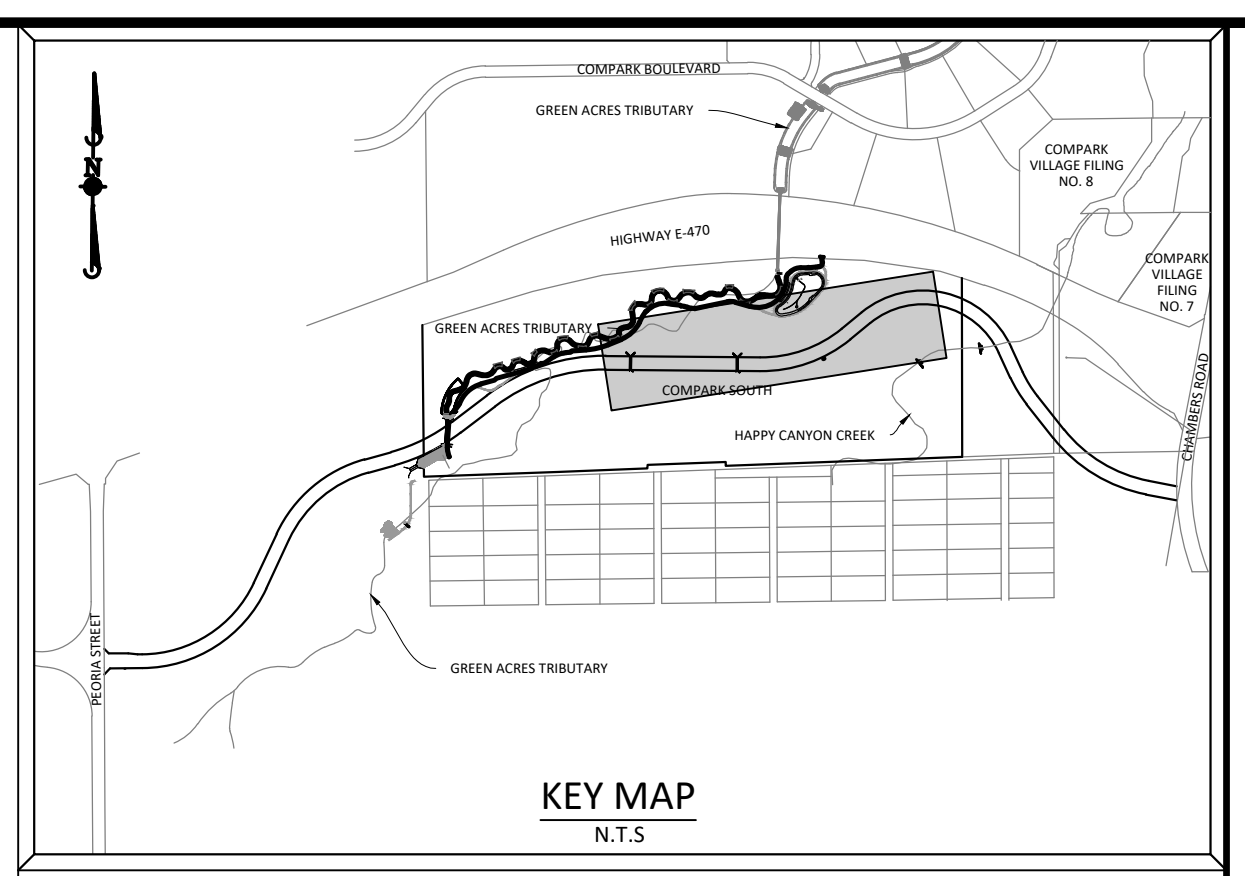 COMPARK BOULEVARD
GREEN ACRES TRIBUTARY
COMPARK
VILLAGE FILING
NO. 8
N
HIGHWAY E-470
COMPARK
VILLAGE
FILING
NO. 7
GREEN ACRES TRIBUTARY
COMPARK SOUTH
CHAMBERS ROAD
HAPPY CANYON CREEK
PEORIA STREET
GREEN ACRES TRIBUTARY
KEY MAP
N.T.S